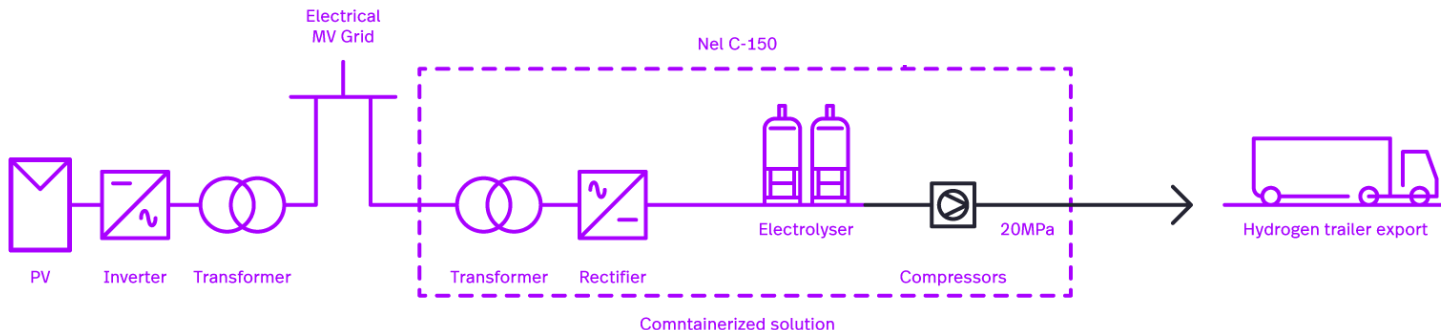 Electrical
MV Grid
Nel C-150
Electrolyser
20MPa
Hydrogen trailer export
PV
Inverter
Transformer
Transformer
Rectifier
Compressors
Comntainerized solution